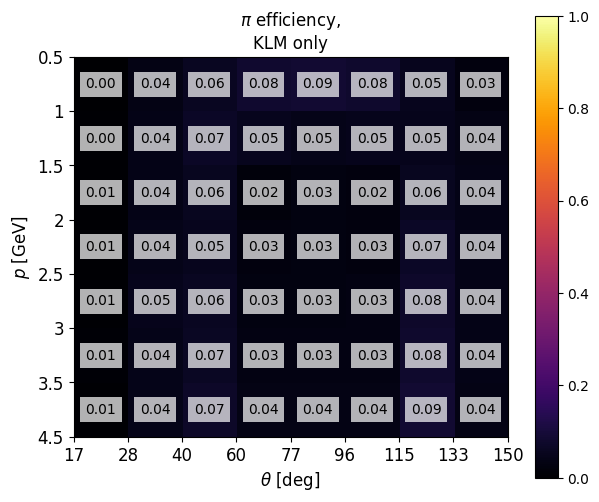 π efficiency,
KLM only
1.0
0.5
0.00 0.04 0.06 0.08 0.09 0.08 0.05 0.03
1
0.8
0.00 0.04 0.07 0.05 0.05 0.05 0.05 0.04
1.5
0.01 0.04 0.06 0.02 0.03 0.02 0.06 0.04
0.6
2
p [GeV]
0.01 0.04 0.05 0.03 0.03 0.03 0.07 0.04
2.5
0.4
0.01 0.05 0.06 0.03 0.03 0.03 0.08 0.04
3
0.01 0.04 0.07 0.03 0.03 0.03 0.08 0.04
3.5
0.2
0.01 0.04 0.07 0.04 0.04 0.04 0.09 0.04
4.5
0.0
17 28 40 60 77 96 115 133 150
θ [deg]